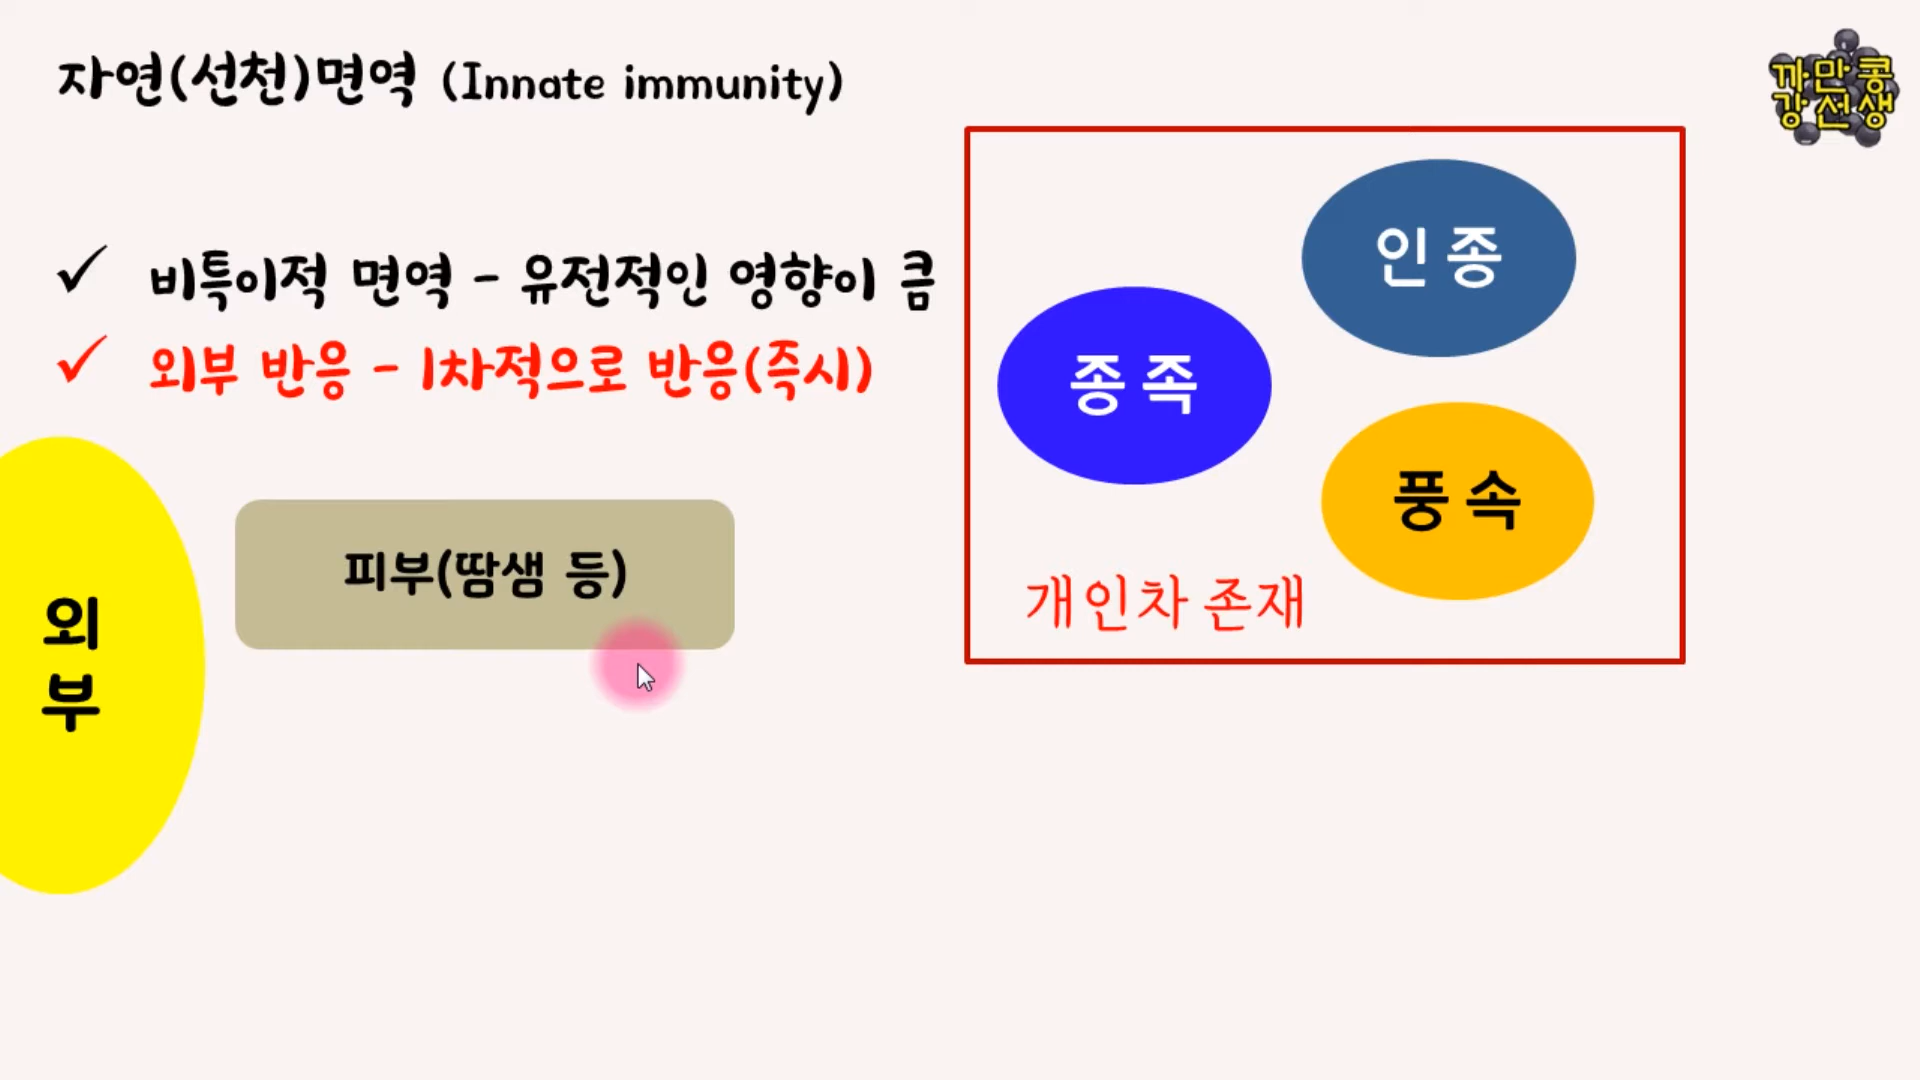 자연(선천)면역 (Innate immunity)
까만콩
강선생
✓ 비특이적 면역 - 유전적인 영향이 큼
✓ 외부 반응 - 1차적으로 반응(즉시)
인종
종족
풍속
개인차 존재
외
부
피부(땀샘 등)